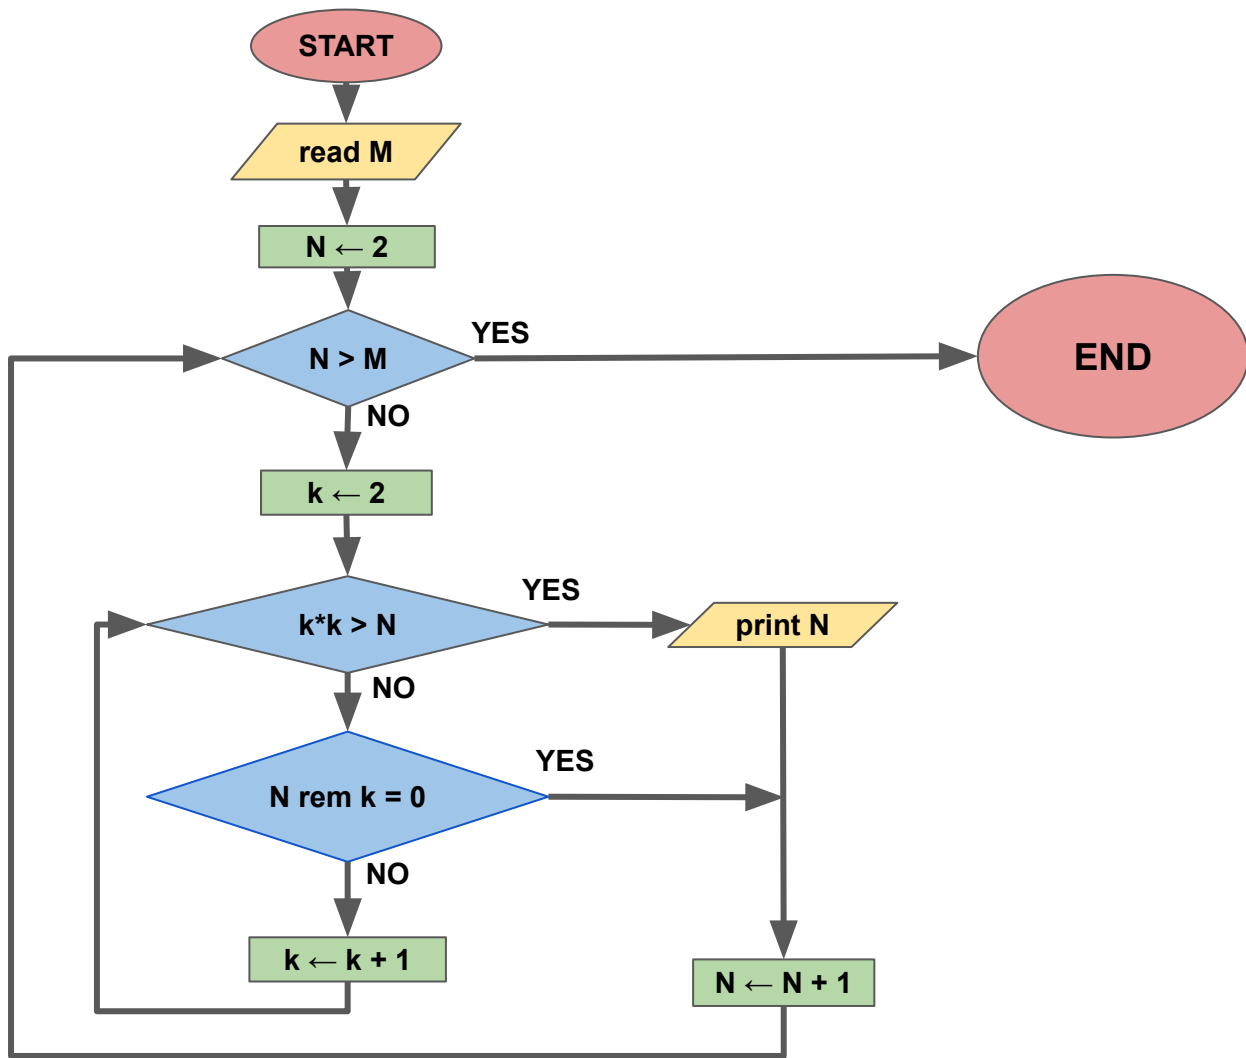 START
read M
N ← 2
N > M
YES
END
NO
k ← 2
k*k > N
YES
print N
NO
N rem k = 0
YES
NO
k ← k + 1
N ← N + 1